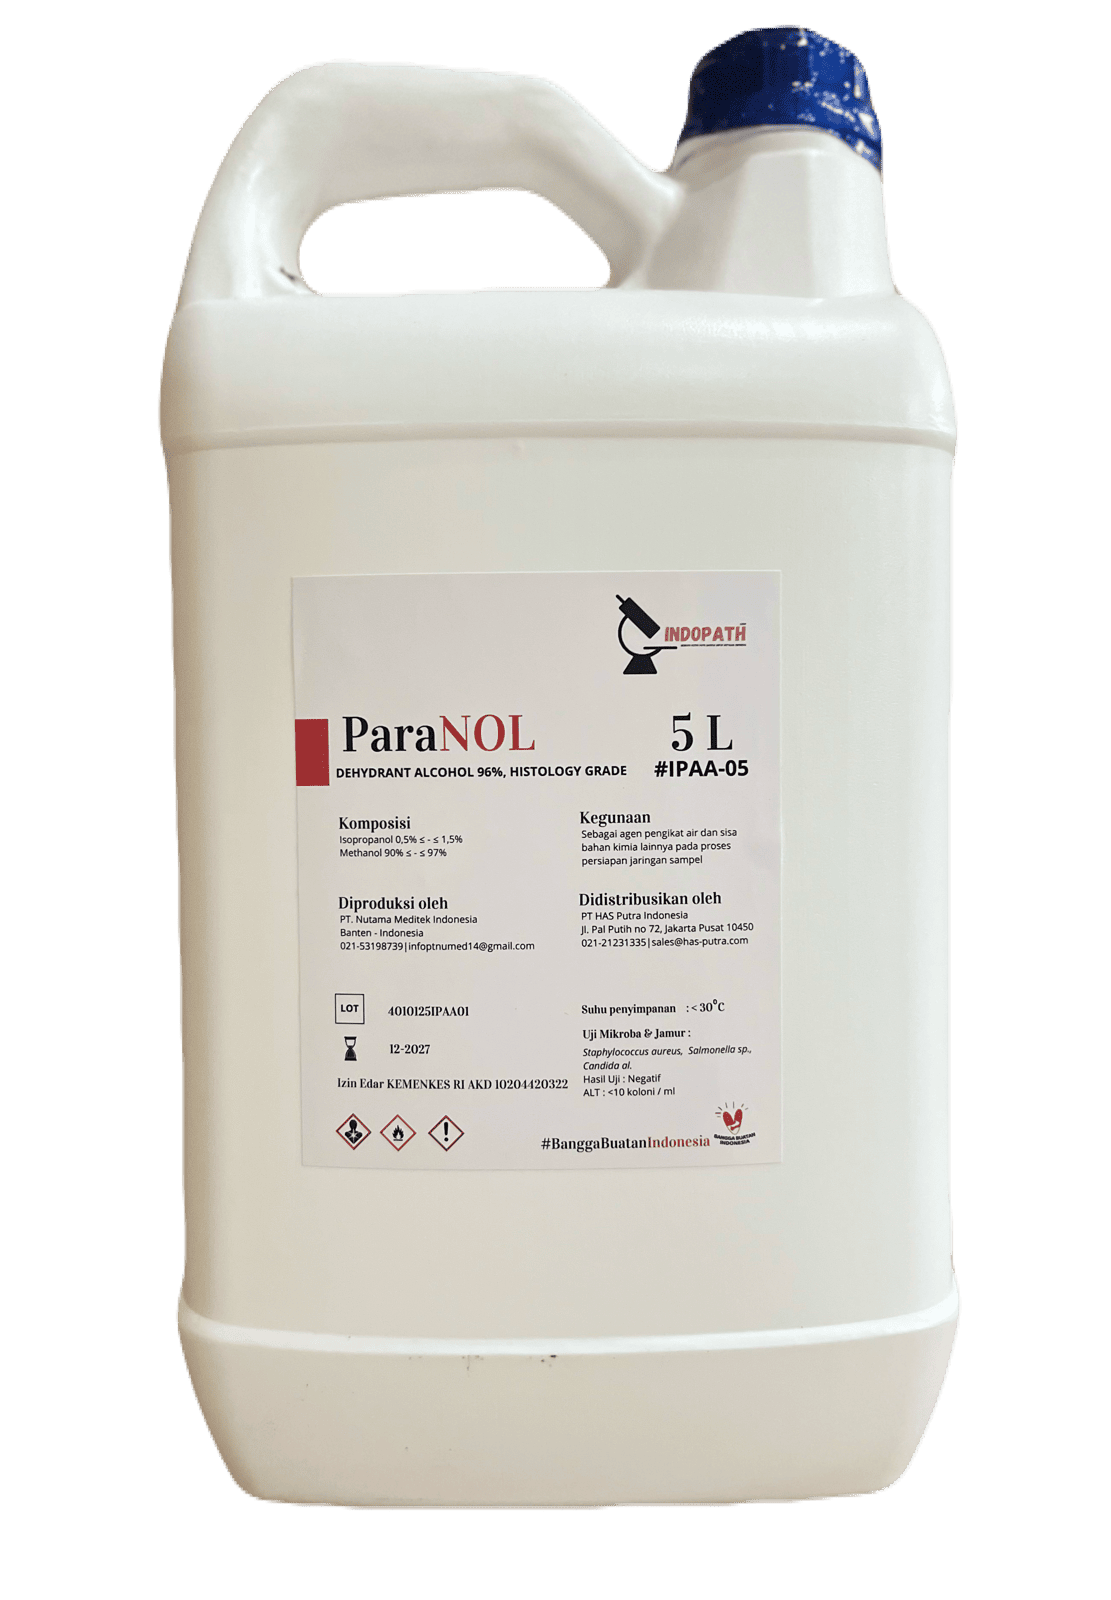 INDOPATH
ParaNOL
5 L
DEHYDRANT ALCOHOL 96%, HISTOLOGY GRADE
#IPAA-05
Komposisi
Isopropanol 0,5% ≤ - ≤ 1,5%
Methanol 90% ≤ - ≤ 97%
Kegunaan
Sebagai agen pengikat air dan sisa
bahan kimia lainnya pada proses
persiapan jaringan sampel
Diproduksi oleh
PT. Nutama Meditek Indonesia
Banten - Indonesia
021-53198739|infoptnumed14@gmail.com
Didistribusikan oleh
PT HAS Putra Indonesia
Jl. Pal Putih no 72, Jakarta Pusat 10450
021-21231335|sales@has-putra.com
LOT 4010125IPAA01
12-2027
Izin Edar KEMENKES RI AKD 10204420322
Suhu penyimpanan : < 30°C
Uji Mikroba & Jamur :
Staphylococcus aureus, Salmonella sp.,
Candida al.
Hasil Uji : Negatif
ALT : <10 koloni / ml
#BanggaBuatanIndonesia
BANGGA BUATAN
INDONESIA